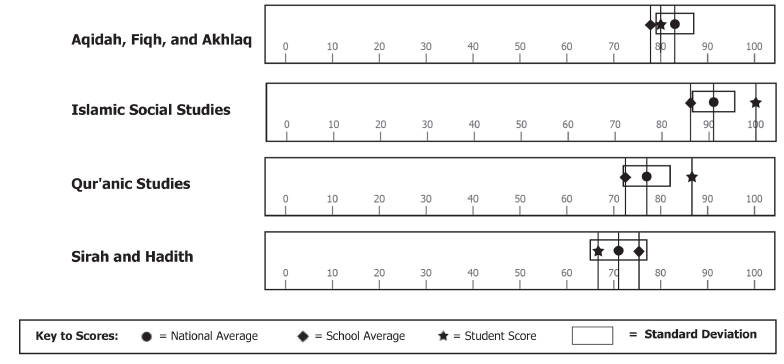 Aqidah, Fiqh, and Akhlaq
0 10 20 30 40 50 60 70 80 90 100
Islamic Social Studies
0 10 20 30 40 50 60 70 80 90 100
Qur'anic Studies
0 10 20 30 40 50 60 70 80 90 100
Sirah and Hadith
0 10 20 30 40 50 60 70 80 90 100
Key to Scores: = National Average = School Average = Student Score = Standard Deviation